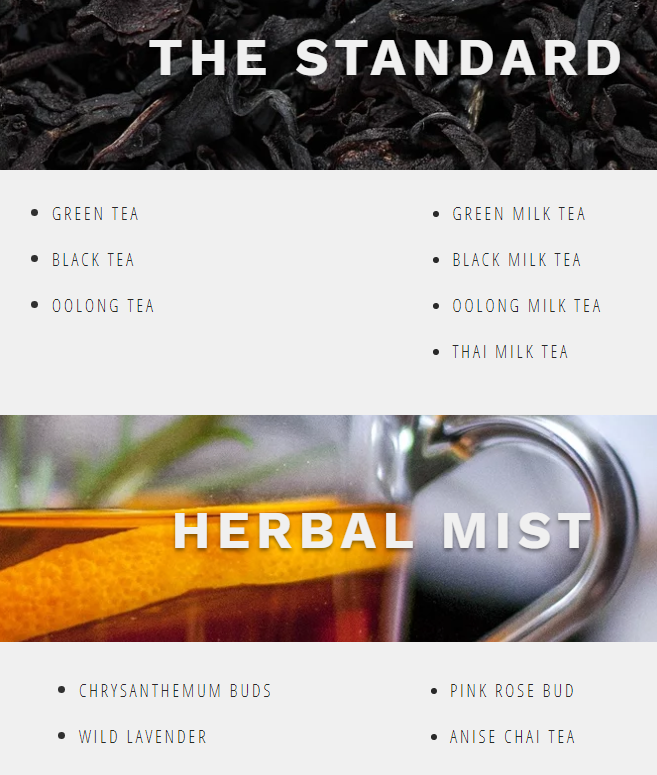 THE STANDARD
GREEN TEA
BLACK TEA
OOLONG TEA
GREEN MILK TEA
BLACK MILK TEA
OOLONG MILK TEA
THAI MILK TEA
HERBAL MIST
CHRYSANTHEMUM BUDS
WILD LAVENDER
PINK ROSE BUD
ANISE CHAI TEA